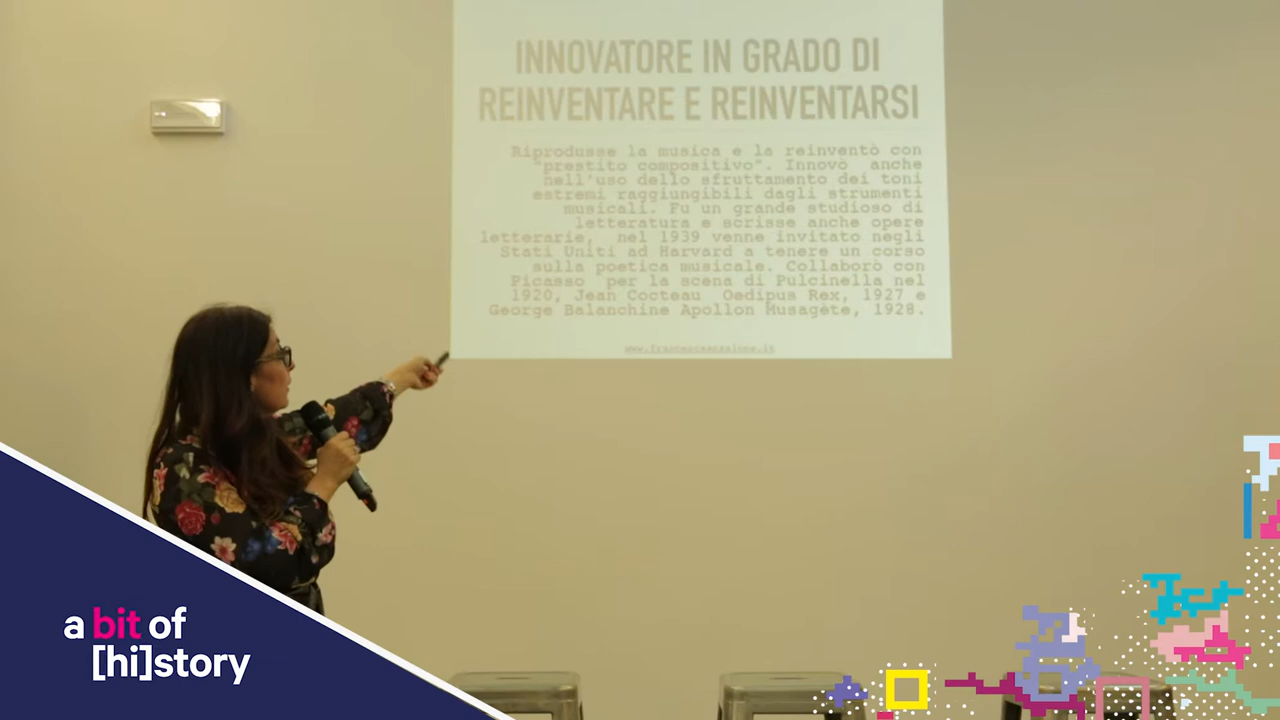 INNOVATORE IN GRADO DI
REINVENTARE E REINVENTARSI
Riprodusse la musica e la reinventò con
"prestito compositivo". Innovò anche
nell'uso dello sfruttamento dei toni
estremi raggiungibili dagli strumenti
musicali. Fu un grande studioso di
letteratura e scrisse anche opere
letterarie, nel 1939 venne invitato negli
Stati Uniti ad Harvard a tenere un corso
sulla poetica musicale. Collaborò con
Picasso per la scena di Pulcinella nel
1920, Jean Cocteau Oedipus Rex, 1927 e
George Balanchine Apollon Musagète, 1928.
a bit of
[hi]story